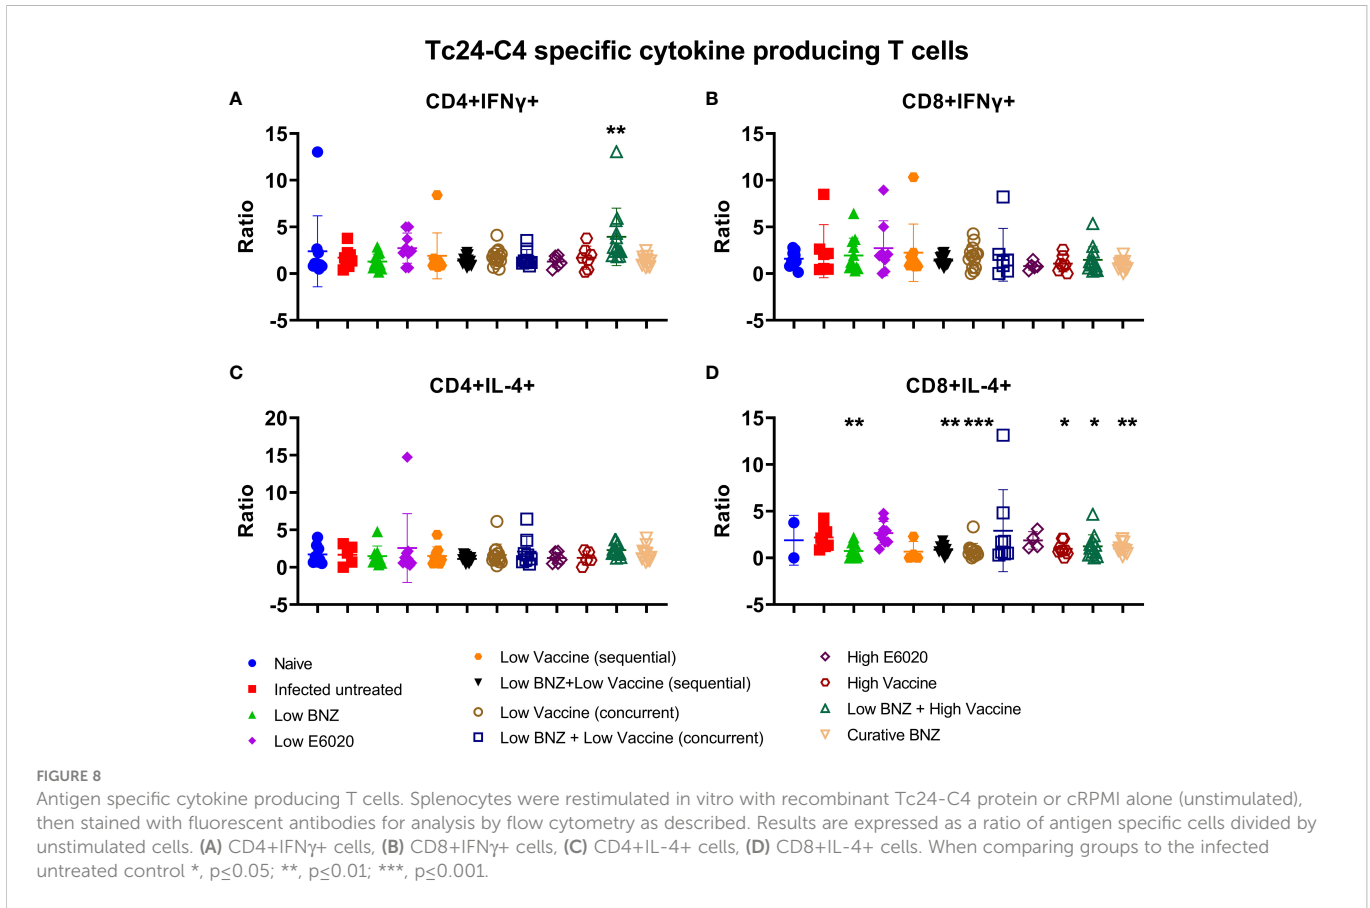 Tc24-C4 specific cytokine producing T cells
A
CD4+IFNγ+
**
Ratio
15
10
5
0
-5
B
CD8+IFNγ+
Ratio
15
10
5
0
-5
C
CD4+IL-4+
Ratio
20
15
10
5
0
-5
D
CD8+IL-4+
** ** *** * * **
Ratio
15
10
5
0
-5
Naive
Infected untreated
Low BNZ
Low E6020
Low Vaccine (sequential)
Low BNZ+Low Vaccine (sequential)
Low Vaccine (concurrent)
Low BNZ + Low Vaccine (concurrent)
High E6020
High Vaccine
Low BNZ + High Vaccine
Curative BNZ
FIGURE 8
Antigen specific cytokine producing T cells. Splenocytes were restimulated in vitro with recombinant Tc24-C4 protein or cRPMI alone (unstimulated),
then stained with fluorescent antibodies for analysis by flow cytometry as described. Results are expressed as a ratio of antigen specific cells divided by
unstimulated cells. (A) CD4+IFNγ+ cells, (B) CD8+IFNγ+ cells, (C) CD4+IL-4+ cells, (D) CD8+IL-4+ cells. When comparing groups to the infected
untreated control *, p≤0.05; **, p≤0.01; ***, p≤0.001.